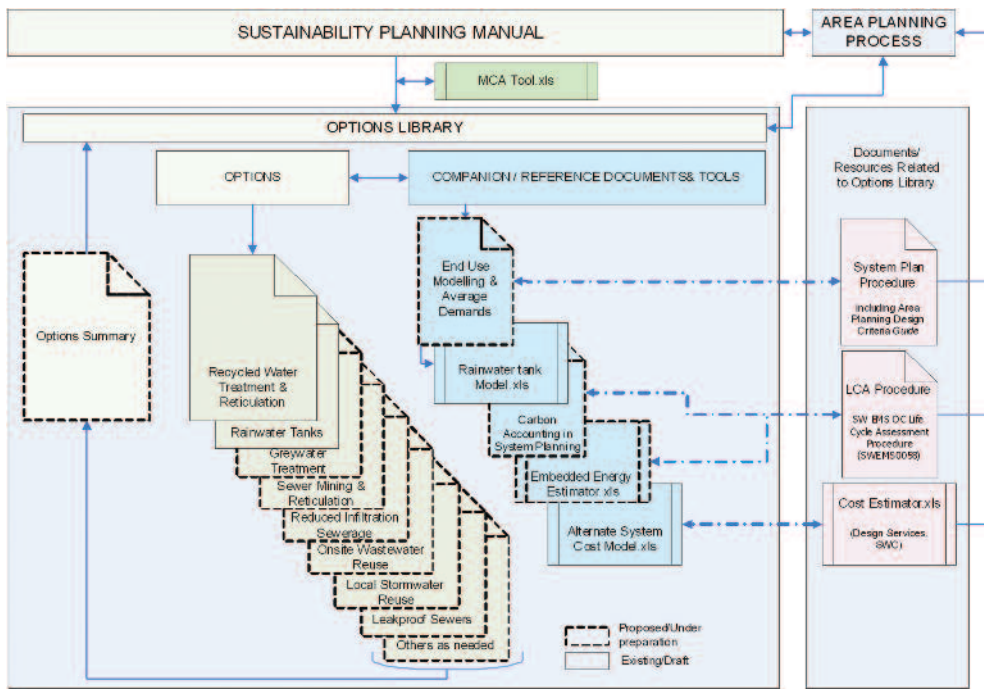 SUSTAINABILITY PLANNING MANUAL
AREA PLANNING
PROCESS
MCA Tool.xls
OPTIONS LIBRARY
OPTIONS
COMPANION / REFERENCE DOCUMENTS& TOOLS
Documents/
Resources Related
to Options Library
Options Summary
Recycled Water
Treatment &
Reticulation
Rainwater Tanks
Greywater
Treatment
Sewer Mining &
Reticulation
Reduced Infiltration
Sewerage
Onsite Wastewater
Reuse
Local Stormwater
Reuse
Leakproof Sewers
Others as needed
End Use
Modelling &
Average
Demands
Rainwater tank
Model.xls
Carbon
Accounting in
System Planning
Embedded Energy
Estimator.xls
Alternate System
Cost Model.xls
System Plan
Procedure
Including Area
Planning Design
Criteria Guide
LCA Procedure
SW EMS OC Life
Cycle Assessment
Procedure
(SWEMS0058)
Cost Estimator.xls
(Design Services,
SWC)
Proposed/Under
preparation
Existing/Draft